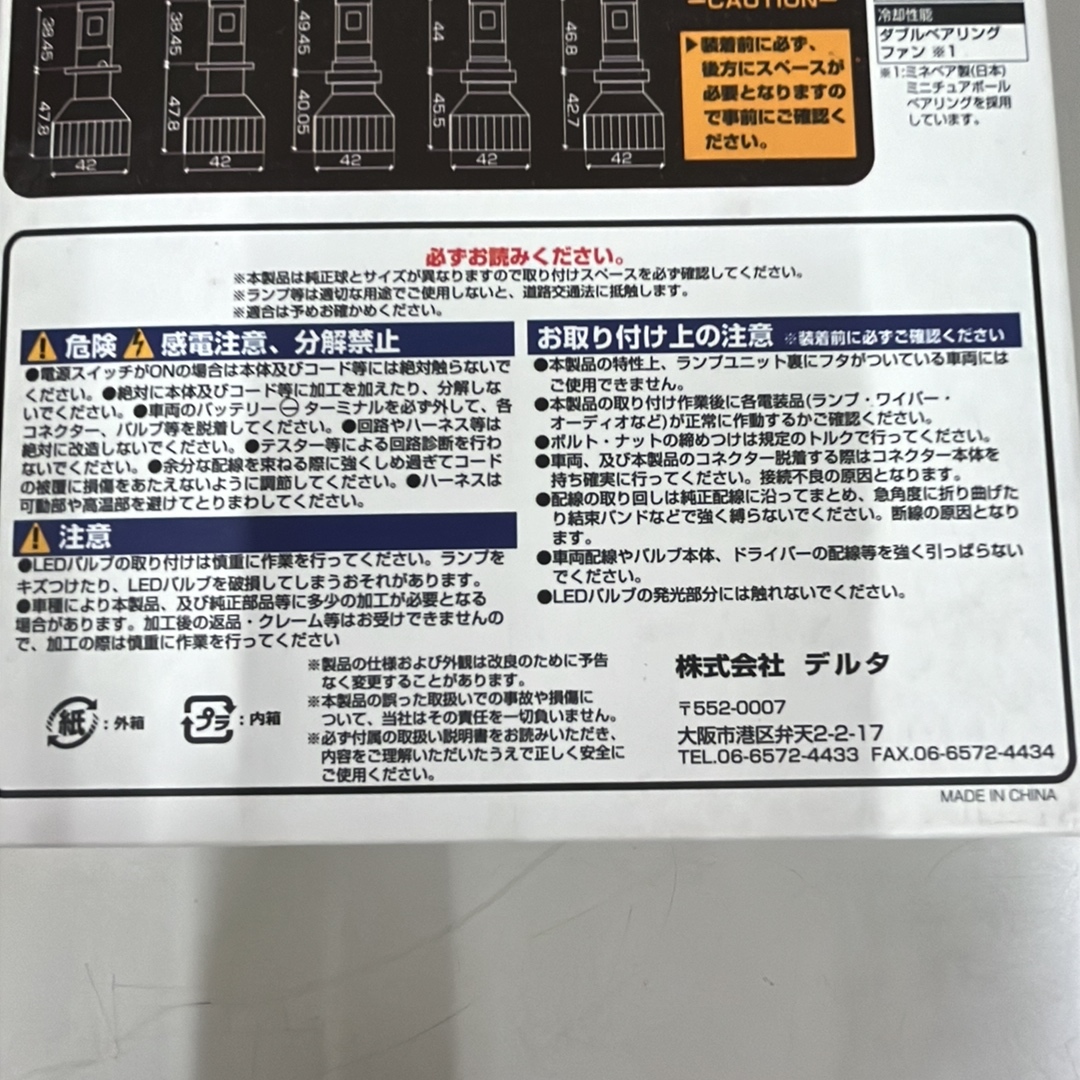 38.45
47.8
42
38.45
47.8
42
49.45
40.05
42
44
45.5
42
46.8
42.7
42
ーCAUTIONー
▶装着前に必ず、
後方にスペースが
必要となりますの
で事前にご確認く
ださい。
冷却性能
ダブルベアリング
ファン ※1
※1:ミネベア製(日本)
ミニチュアボール
ベアリングを採用
しています。
必ずお読みください。
※本製品は純正球とサイズが異なりますので取り付けスペースを必ず確認してください。
※ランプ等は適切な用途でご使用しないと、道路交通法に抵触します。
※適合は予めお確かめください。
危険 感電注意、分解禁止
●電源スイッチがONの場合は本体及びコード等には絶対触らないで
ください。●絶対に本体及びコード等に加工を加えたり、分解しな
いでください。●車両のバッテリー⊖ターミナルを必ず外して、各
コネクター、バルブ等を脱着してください。●回路やハーネス等は
絶対に改造しないでください。●テスター等による回路診断を行わ
ないでください。●余分な配線を束ねる際に強くしめ過ぎてコード
の被覆に損傷をあたえないように調節してください。●ハーネスは
可動部や高温部を避けてとりまわしてください。
注意
●LEDバルブの取り付けは慎重に作業を行ってください。ランプを
キズつけたり、LEDバルブを破損してしまうおそれがあります。
●車種により本製品、及び純正部品等に多少の加工が必要となる
場合があります。加工後の返品・クレーム等はお受けできませんの
で、加工の際は慎重に作業を行ってください
お取り付け上の注意 ※装着前に必ずご確認ください
●本製品の特性上、ランプユニット裏にフタがついている車両には
ご使用できません。
●本製品の取り付け作業後に各電装品(ランプ・ワイパー・
オーディオなど)が正常に作動するかご確認ください。
●ボルト・ナットの締めつけは規定のトルクで行ってください。
●車両、及び本製品のコネクター脱着する際はコネクター本体を
持ち確実に行ってください。接続不良の原因となります。
●配線の取り回しは純正配線に沿ってまとめ、急角度に折り曲げた
り結束バンドなどで強く縛らないでください。断線の原因となり
ます。
●車両配線やバルブ本体、ドライバーの配線等を強く引っぱらない
でください。
●LEDバルブの発光部分には触れないでください。
紙:外箱
プラ:内箱
※製品の仕様および外観は改良のために予告
なく変更することがあります。
※本製品の誤った取扱いでの事故や損傷に
ついて、当社はその責任を一切負いません。
※必ず付属の取扱い説明書をお読みいただき、
内容をご理解いただいたうえで正しく安全に
ご使用ください。
株式会社 デルタ
〒552-0007
大阪市港区弁天2-2-17
TEL.06-6572-4433 FAX.06-6572-4434
MADE IN CHINA